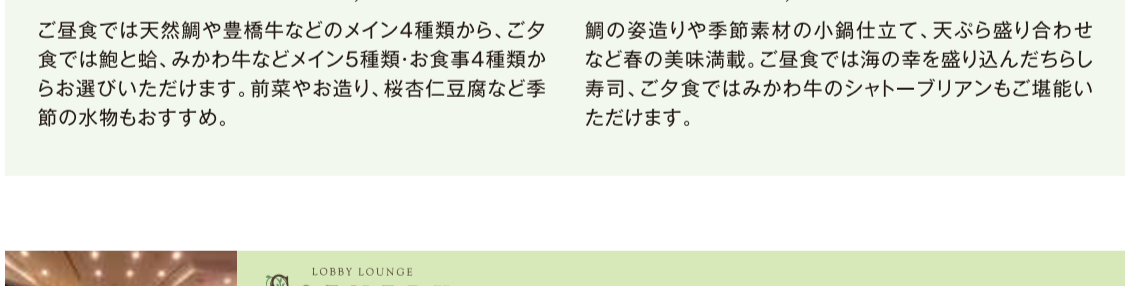 ご昼食では天然鯛や豊橋牛などのメイン4種類から、ご夕
食では鮑と蛤、みかわ牛などメイン5種類・お食事4種類か
らお選びいただけます。前菜やお造り、桜杏仁豆腐など季
節の水物もおすすめ。
鯛の姿造りや季節素材の小鍋仕立て、天ぷら盛り合わせ
など春の美味満載。ご昼食では海の幸を盛り込んだちらし
寿司、ご夕食ではみかわ牛のシャトーブリアンもご堪能い
ただけます。
LOBBY LOUNGE